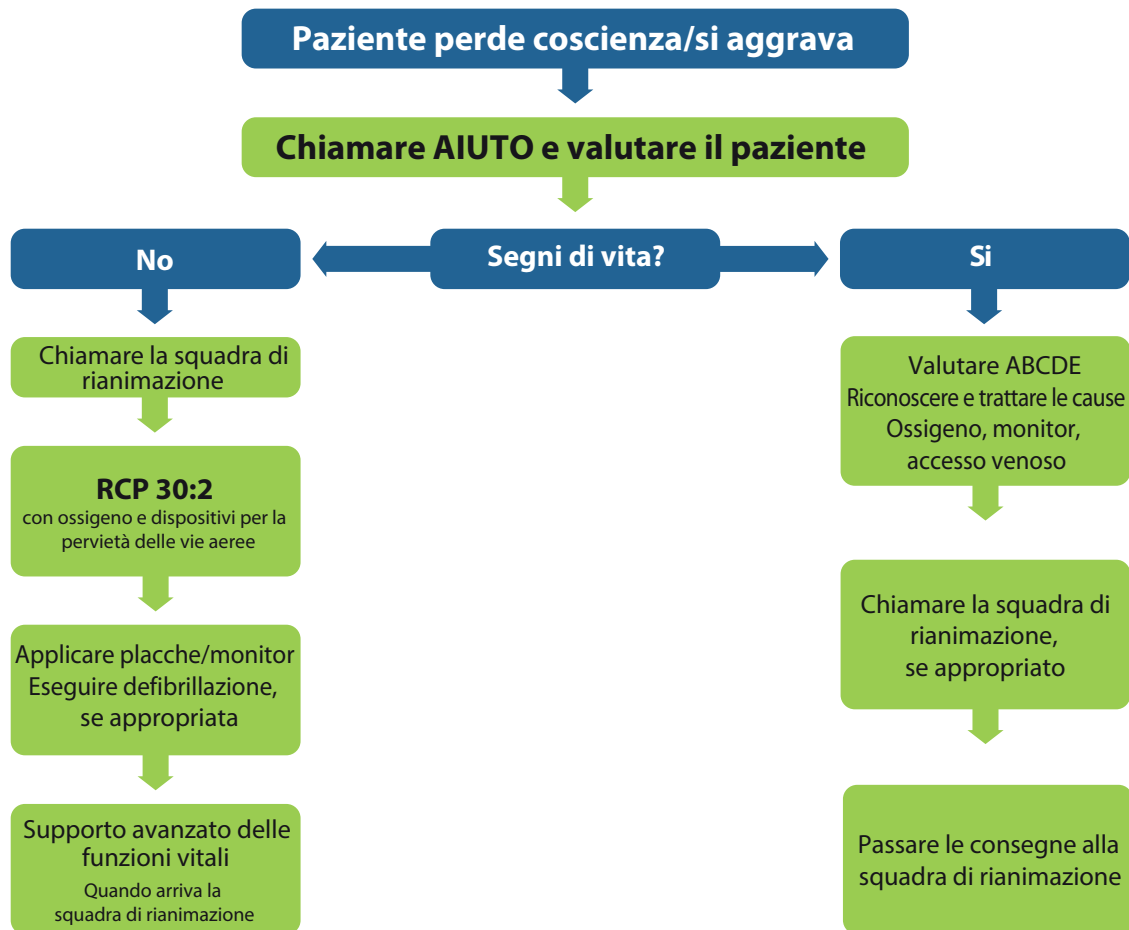 Paziente perde coscienza/si aggrava
Chiamare AIUTO e valutare il paziente
Segni di vita?
No
Chiamare la squadra di
rianimazione
RCP 30:2
con ossigeno e dispositivi per la
pervietà delle vie aeree
Applicare placche/monitor
Eseguire defibrillazione,
se appropriata
Supporto avanzato delle
funzioni vitali
Quando arriva la
squadra di rianimazione
Si
Valutare ABCDE
Riconoscere e trattare le cause
Ossigeno, monitor,
accesso venoso
Chiamare la squadra di
rianimazione,
se appropriato
Passare le consegne alla
squadra di rianimazione